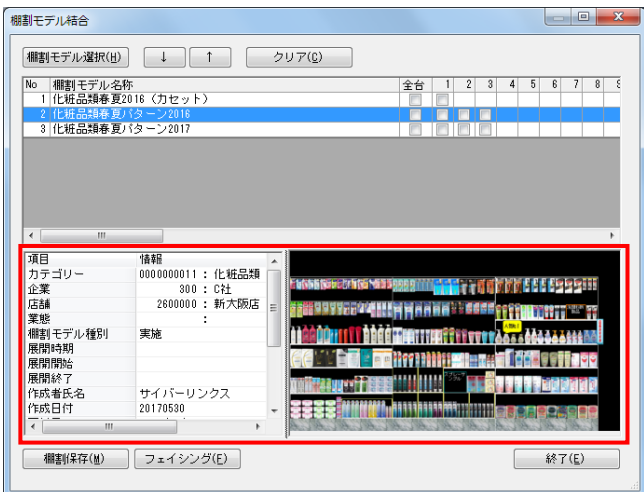 棚割モデル結合
棚割モデル選択(H) ↓ ↑ クリア(C)
No 棚割モデル名称 全台 1 2 3 4 5 6 7 8
1 化粧品類春夏2016(カセット)
2 化粧品類春夏パターン2016
3 化粧品類春夏パターン2017
項目 情報
カテゴリー 0000000011 : 化粧品類
企業 300 : C社
店舗 2600000 : 新大阪店
業態 :
棚割モデル種別 実施
展開時期
展開開始
展開終了
作成者氏名 サイバーリンクス
作成日付 20170530
棚割保存(M) フェイシング(F) 終了(E)